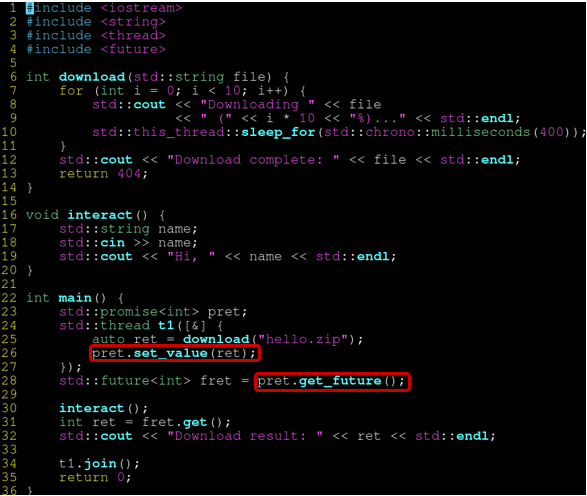 1 #include <iostream>
2 #include <string>
3 #include <thread>
4 #include <future>
5
6 int download(std::string file) {
7     for (int i = 0; i < 10; i++) {
8         std::cout << "Downloading " << file
9                   << " (" << i * 10 << "%)..." << std::endl;
10         std::this_thread::sleep_for(std::chrono::milliseconds(400));
11     }
12     std::cout << "Download complete: " << file << std::endl;
13     return 404;
14 }
15
16 void interact() {
17     std::string name;
18     std::cin >> name;
19     std::cout << "Hi, " << name << std::endl;
20 }
21
22 int main() {
23     std::promise<int> pret;
24     std::thread t1([&] {
25         auto ret = download("hello.zip");
26         pret.set_value(ret);
27     });
28     std::future<int> fret = pret.get_future();
29
30     interact();
31     int ret = fret.get();
32     std::cout << "Download result: " << ret << std::endl;
33
34     t1.join();
35     return 0;
36 }